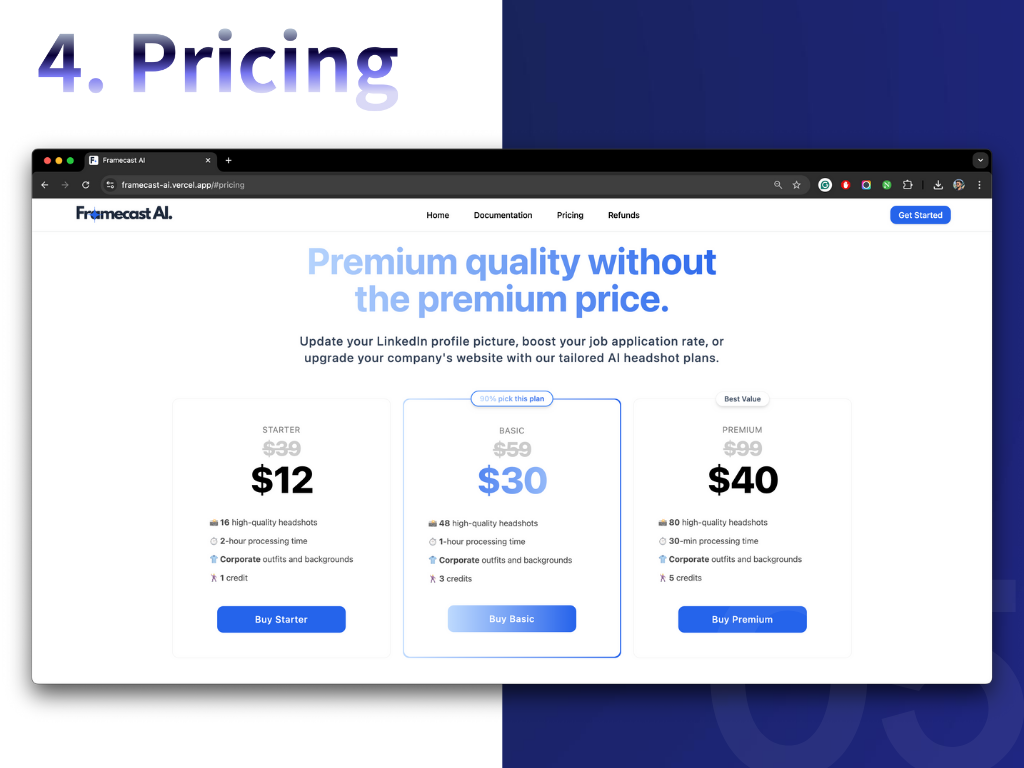 4. Pricing
Framecast AI
framecast-ai.vercel.app/#pricing
Framecast AI.
Home
Documentation
Pricing
Refunds
Get Started
Premium quality without
the premium price.
Update your LinkedIn profile picture, boost your job application rate, or
upgrade your company's website with our tailored AI headshot plans.
STARTER
$39
$12
16 high-quality headshots
2-hour processing time
Corporate outfits and backgrounds
1 credit
Buy Starter
90% pick this plan
BASIC
$59
$30
48 high-quality headshots
1-hour processing time
Corporate outfits and backgrounds
3 credits
Buy Basic
Best Value
PREMIUM
$99
$40
80 high-quality headshots
30-min processing time
Corporate outfits and backgrounds
5 credits
Buy Premium
05